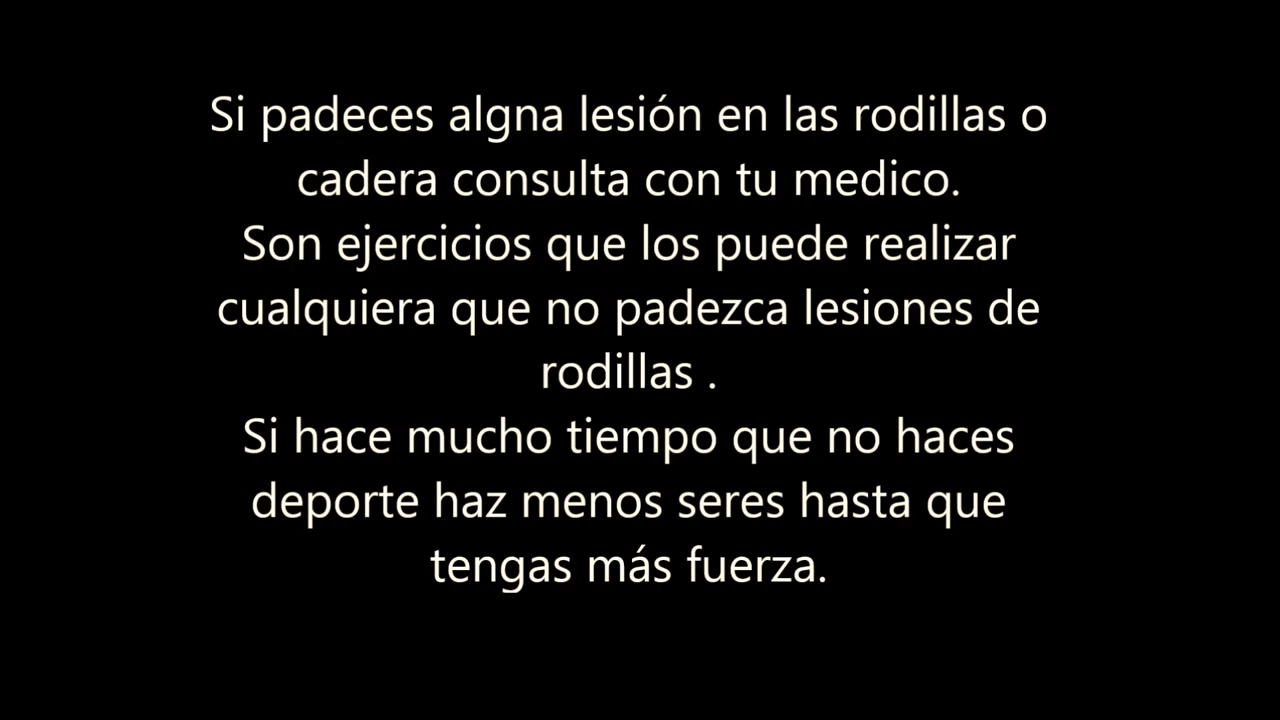 Si padeces algna lesión en las rodillas o
cadera consulta con tu medico.
Son ejercicios que los puede realizar
cualquiera que no padezca lesiones de
rodillas .
Si hace mucho tiempo que no haces
deporte haz menos seres hasta que
tengas más fuerza.